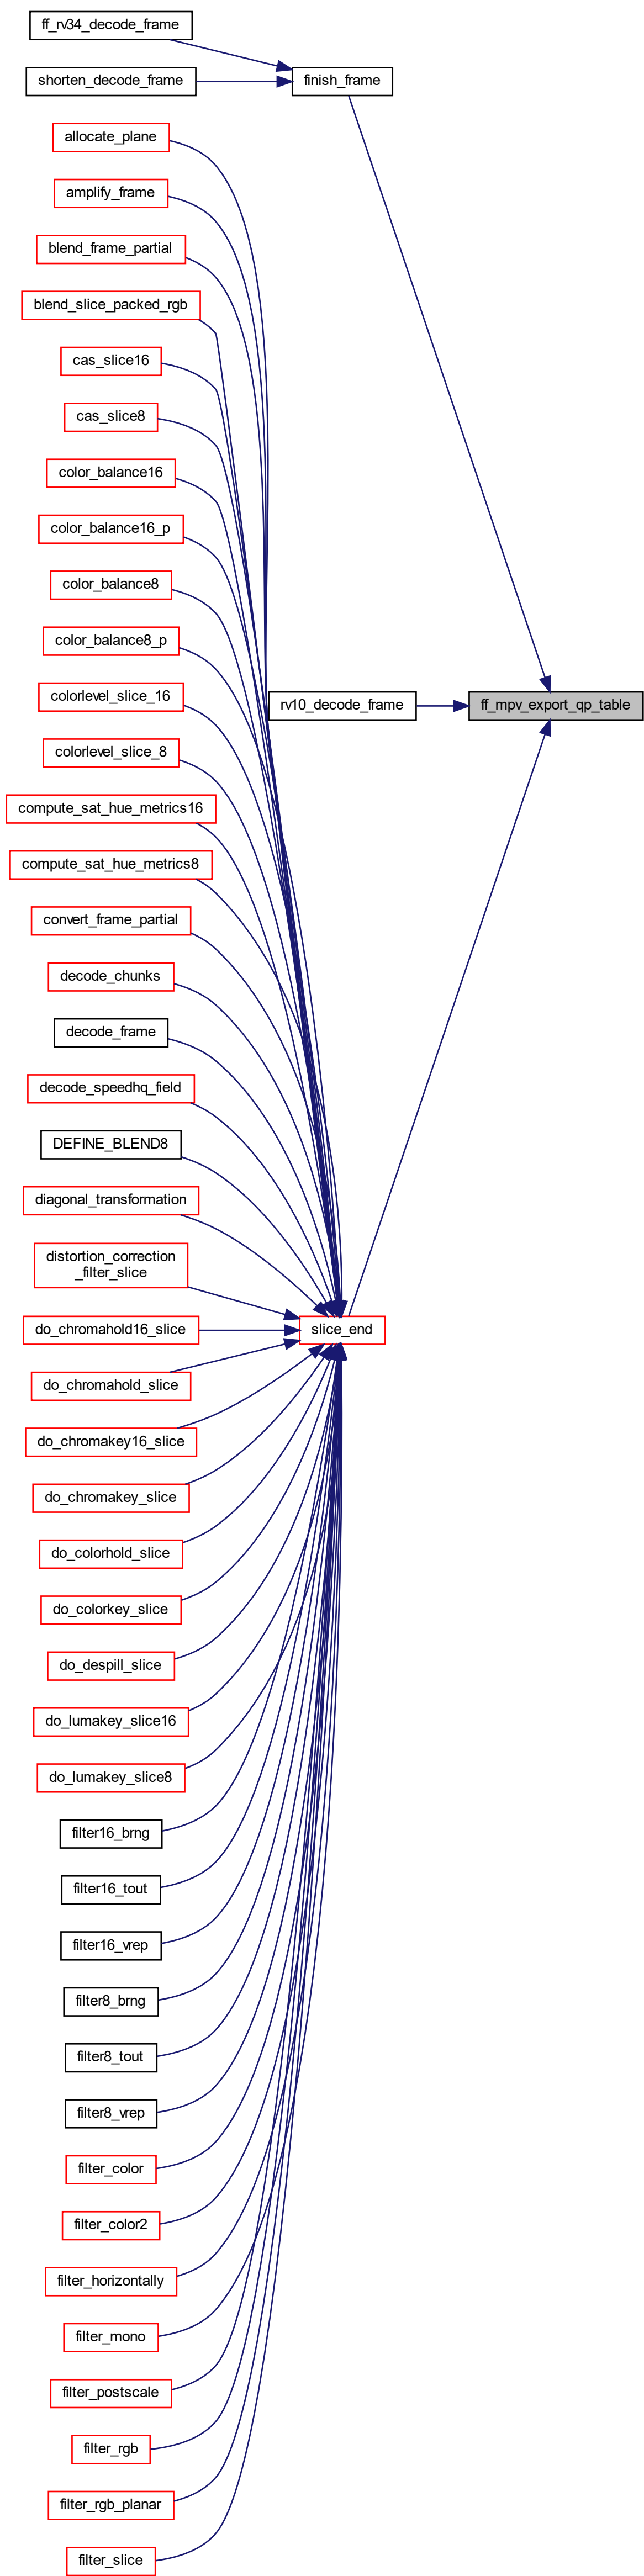 ff_rv34_decode_frame
shorten_decode_frame
finish_frame
allocate_plane
amplify_frame
blend_frame_partial
blend_slice_packed_rgb
cas_slice16
cas_slice8
color_balance16
color_balance16_p
color_balance8
color_balance8_p
colorlevel_slice_16
rv10_decode_frame
ff_mpv_export_qp_table
colorlevel_slice_8
compute_sat_hue_metrics16
compute_sat_hue_metrics8
convert_frame_partial
decode_chunks
decode_frame
decode_speedhq_field
DEFINE_BLEND8
diagonal_transformation
distortion_correction
_filter_slice
do_chromahold16_slice
slice_end
do_chromahold_slice
do_chromakey16_slice
do_chromakey_slice
do_colorhold_slice
do_colorkey_slice
do_despill_slice
do_lumakey_slice16
do_lumakey_slice8
filter16_brng
filter16_tout
filter16_vrep
filter8_brng
filter8_tout
filter8_vrep
filter_color
filter_color2
filter_horizontally
filter_mono
filter_postscale
filter_rgb
filter_rgb_planar
filter_slice